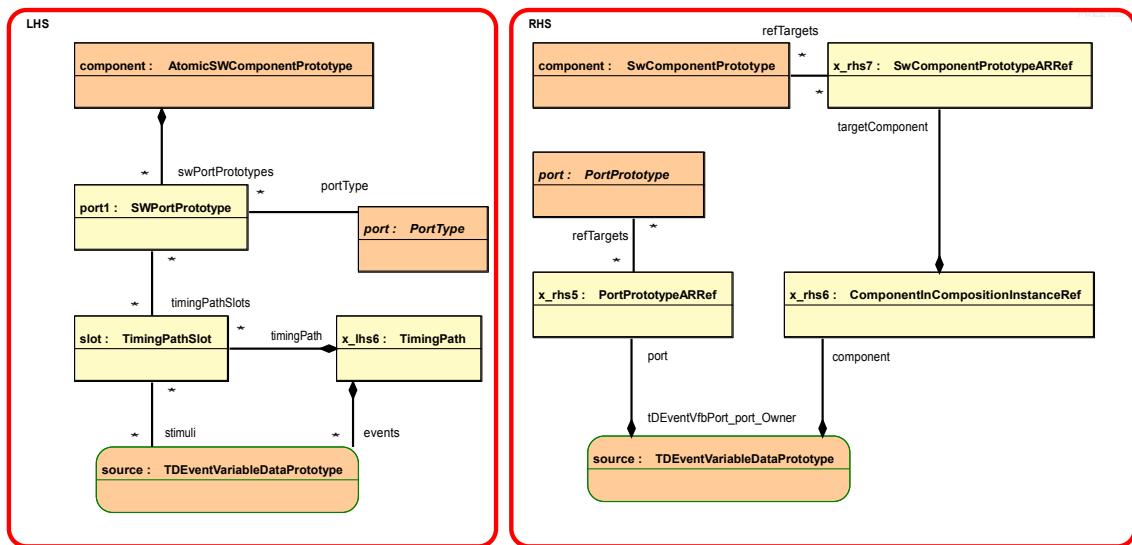 LHS
component : AtomicSWComponentPrototype
*
swPortPrototypes
*
portType
port1 : SWPortPrototype
port : PortType
*
*
timingPathSlots
*
timingPath
slot : TimingPathSlot
x_lhs6 : TimingPath
*
*
stimuli
*
events
source : TDEventVariableDataPrototype
RHS
refTargets
*
component : SwComponentPrototype
x_rhs7 : SwComponentPrototypeARRef
*
targetComponent
port : PortPrototype
*
refTargets
*
x_rhs5 : PortPrototypeARRef
x_rhs6 : ComponentInCompositionInstanceRef
port
component
tDEventVfbPort_port_Owner
source : TDEventVariableDataPrototype